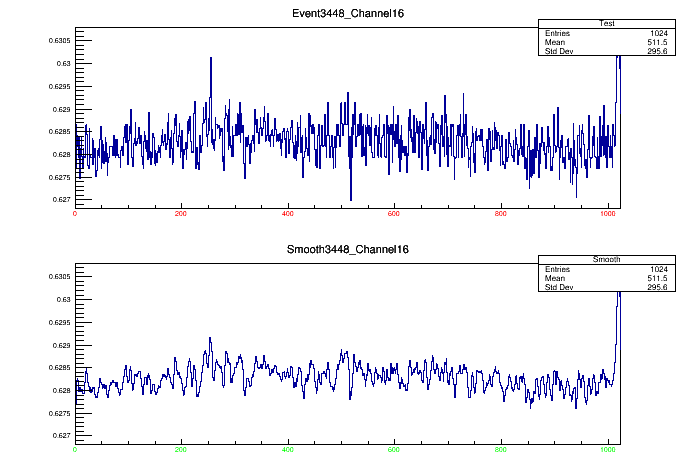 Event3448_Channel16
Test
Entries 1024
Mean 511.5
Std Dev 295.6
0.6305
0.63
0.6295
0.629
0.6285
0.628
0.6275
0.627
0 200 400 600 800 1000
Smooth3448_Channel16
Smooth
Entries 1024
Mean 511.5
Std Dev 295.6
0.6305
0.63
0.6295
0.629
0.6285
0.628
0.6275
0.627
0 200 400 600 800 1000